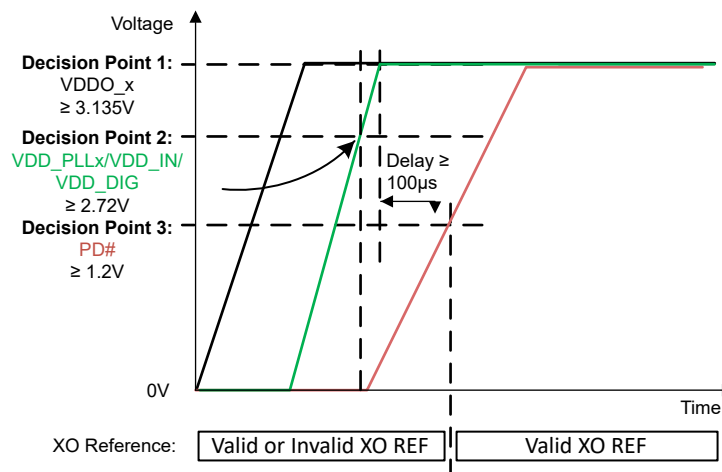 Voltage
Decision Point 1:
VDDO_x
≥ 3.135V
Decision Point 2:
VDD_PLLx/VDD_IN/
VDD_DIG
≥ 2.72V
Delay ≥
100µs
Decision Point 3:
PD#
≥ 1.2V
0V
Time
XO Reference:
Valid or Invalid XO REF
Valid XO REF